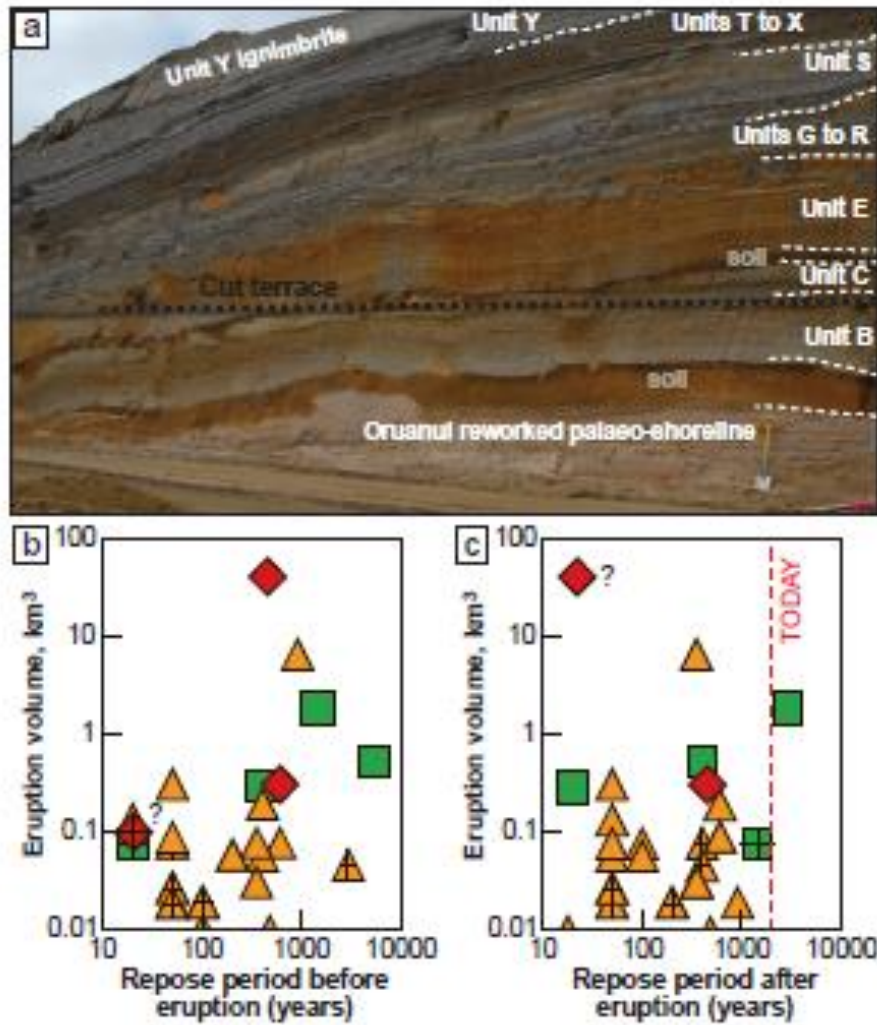 a
Unit Y ignimbrite
Unit Y
Units T to X
Unit S
Units G to R
Unit E
soil
Unit C
Cut terrace
Unit B
soil
Oruanui reworked palaeo-shoreline
b
c
100
10
1
0.1
0.01
Eruption volume, km³
?
10
100
1000
10000
Repose period before
eruption (years)
100
10
1
0.1
0.01
Eruption volume, km³
?
TODAY
10
100
1000
10000
Repose period after
eruption (years)